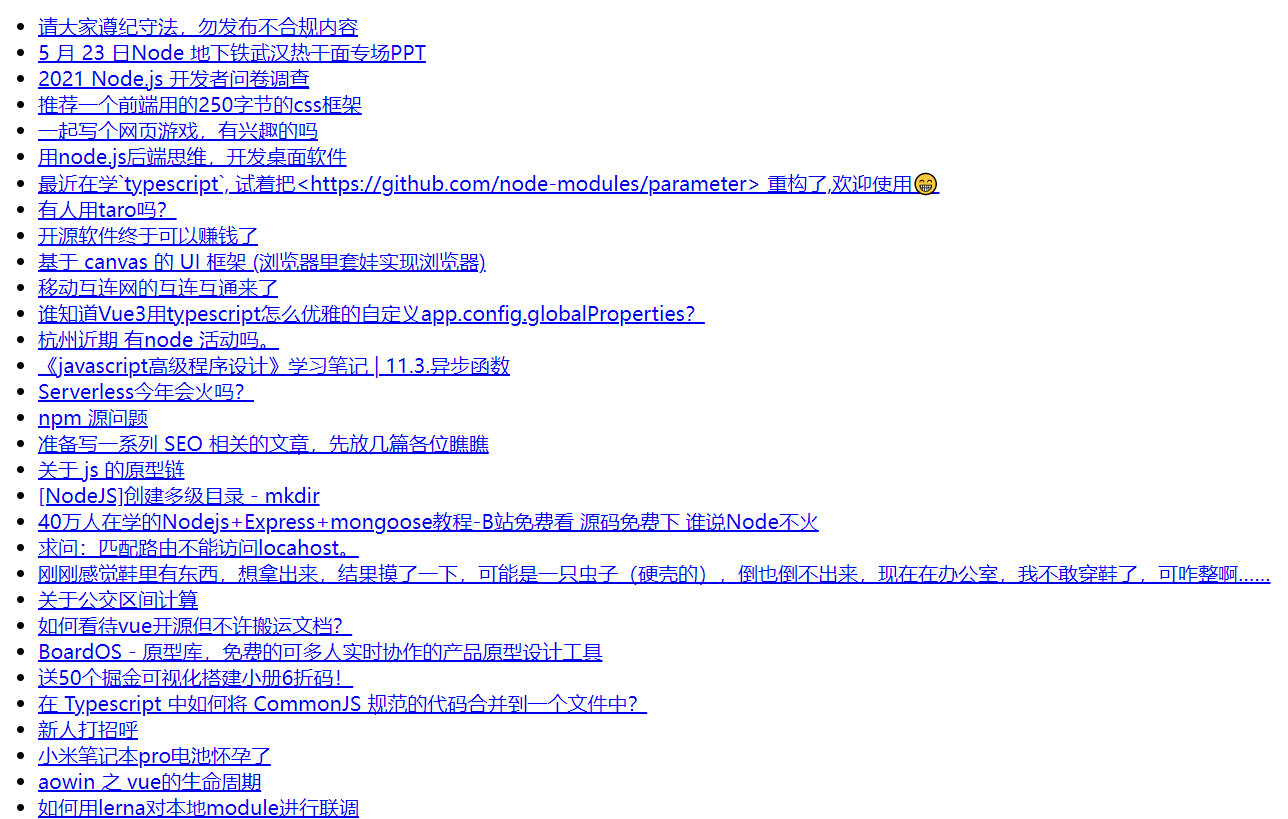 请大家遵纪守法，勿发布不合规内容
5 月 23 日Node 地下铁武汉热干面专场PPT
2021 Node.js 开发者问卷调查
推荐一个前端用的250字节的css框架
一起写个网页游戏，有兴趣的吗
用node.js后端思维，开发桌面软件
最近在学`typescript`, 试着把<https://github.com/node-modules/parameter> 重构了,欢迎使用😁
有人用taro吗？
开源软件终于可以赚钱了
基于 canvas 的 UI 框架 (浏览器里套娃实现浏览器)
移动互连网的互连互通来了
谁知道Vue3用typescript怎么优雅的自定义app.config.globalProperties？
杭州近期 有node 活动吗。
《javascript高级程序设计》学习笔记 | 11.3.异步函数
Serverless今年会火吗？
npm 源问题
准备写一系列 SEO 相关的文章，先放几篇各位瞧瞧
关于 js 的原型链
[NodeJS]创建多级目录 - mkdir
40万人在学的Nodejs+Express+mongoose教程-B站免费看 源码免费下 谁说Node不火
求问：匹配路由不能访问locahost。
刚刚感觉鞋里有东西，想拿出来，结果摸了一下，可能是一只虫子（硬壳的），倒也倒不出来，现在在办公室，我不敢穿鞋了，可咋整啊……
关于公交区间计算
如何看待vue开源但不许搬运文档？
BoardOS - 原型库，免费的可多人实时协作的产品原型设计工具
送50个掘金可视化搭建小册6折码！
在 Typescript 中如何将 CommonJS 规范的代码合并到一个文件中？
新人打招呼
小米笔记本pro电池怀孕了
aowin 之 vue的生命周期
如何用lerna对本地module进行联调